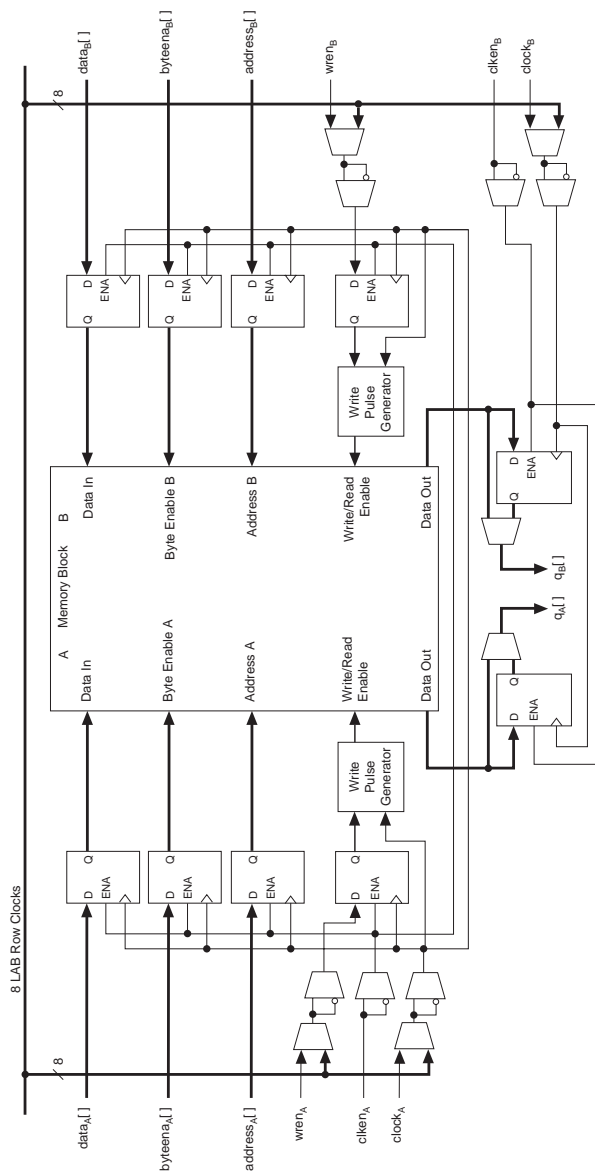 8 LAB Row Clocks
8
8
data_A[ ]
byteena_A[ ]
address_A[ ]
wren_A
clken_A
clock_A
D Q
ENA
D Q
ENA
D Q
ENA
D Q
ENA
Write
Pulse
Generator
A Memory Block B
Data In
Byte Enable A
Address A
Write/Read
Enable
Data Out
Data In
Byte Enable B
Address B
Write/Read
Enable
Data Out
Q D
ENA
Q D
ENA
Q D
ENA
Q D
ENA
Write
Pulse
Generator
data_B[ ]
byteena_B[ ]
address_B[ ]
wren_B
clken_B
clock_B
D Q
ENA
Q D
ENA
q_A[ ]
q_B[ ]